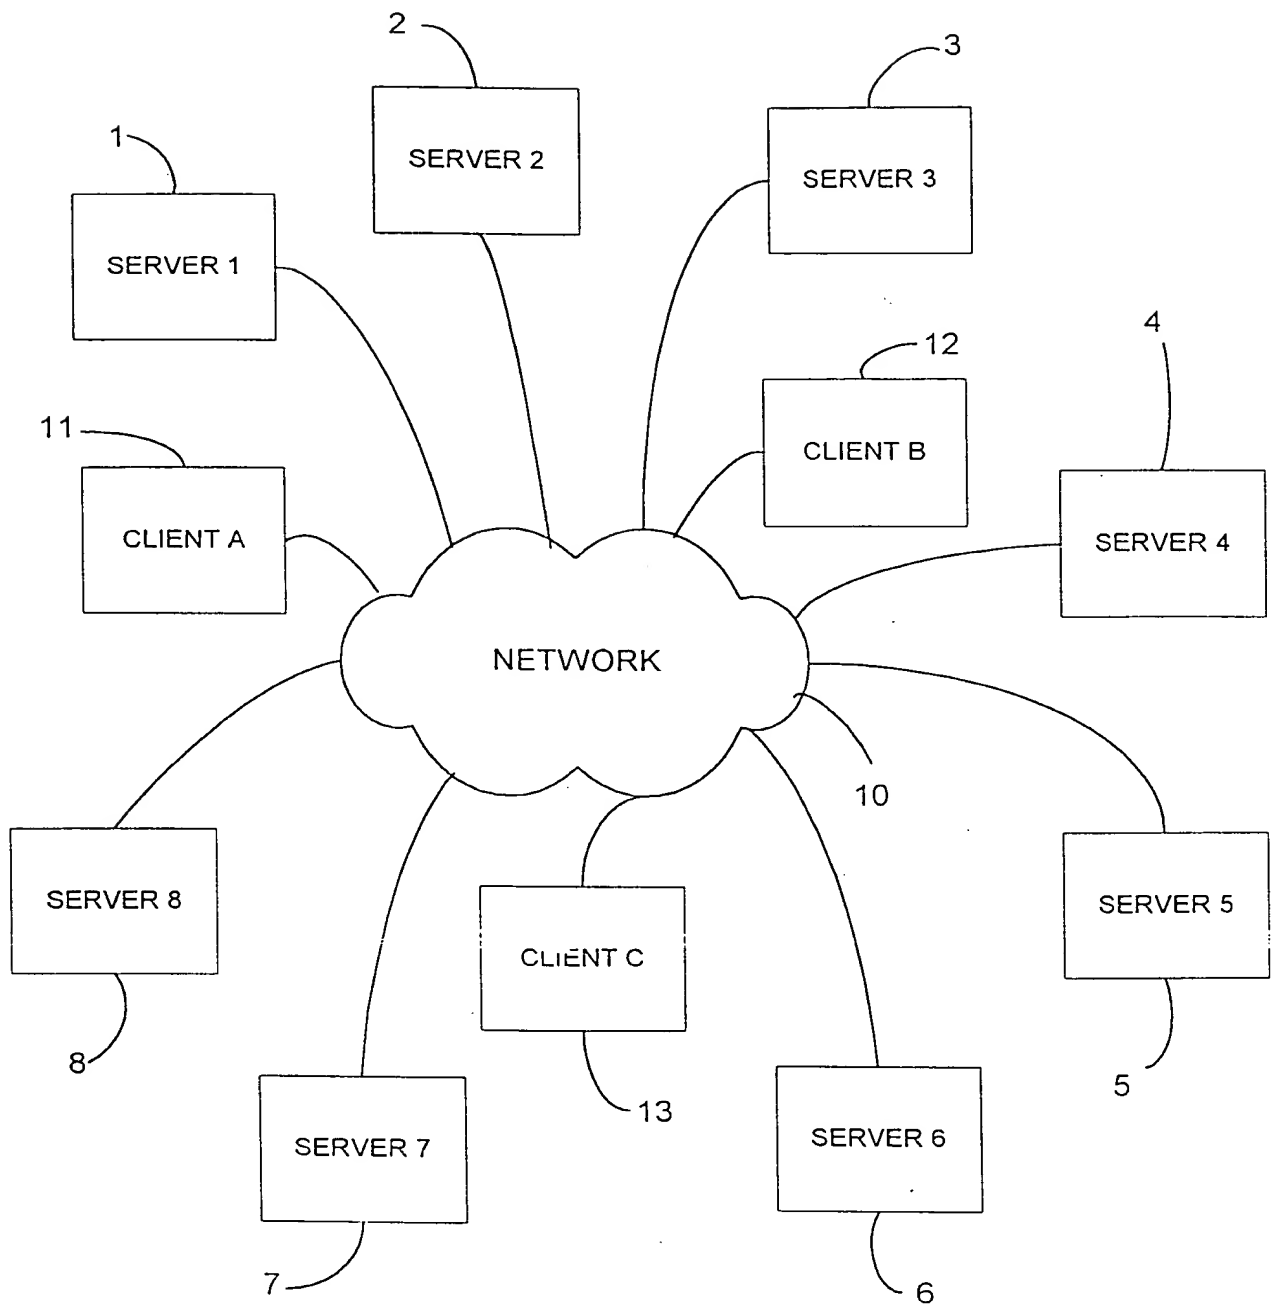 2
3
1
SERVER 2
SERVER 3
SERVER 1
4
12
11
CLIENT B
CLIENT A
SERVER 4
NETWORK
10
SERVER 8
SERVER 5
CLIENT C
8
5
13
SERVER 7
SERVER 6
7
6